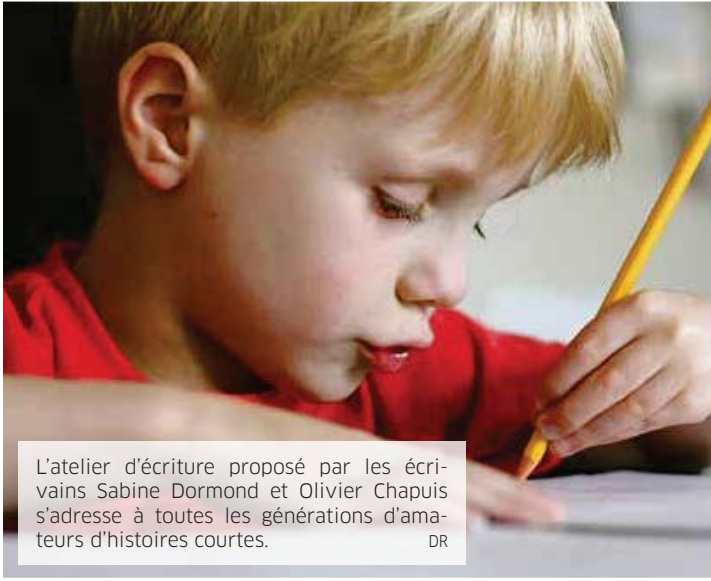 L'atelier d'écriture proposé par les écri-
vains Sabine Dormond et Olivier Chapuis
s'adresse à toutes les générations d'ama-
teurs d'histoires courtes. DR